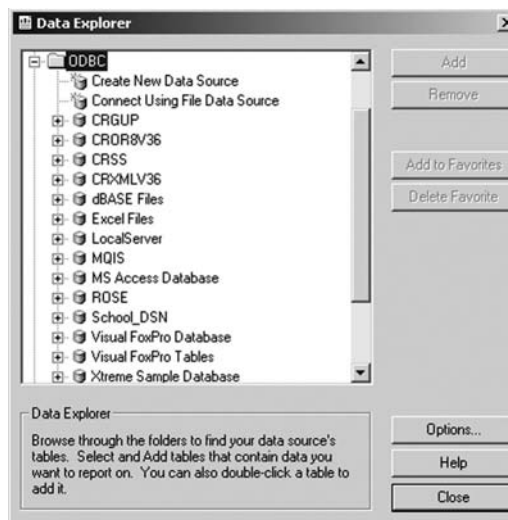 Data Explorer
ODBC
Create New Data Source
Connect Using File Data Source
CRGUP
CROR8V36
CRSS
CRXMLV36
dBASE Files
Excel Files
LocalServer
MQIS
MS Access Database
ROSE
School_DSN
Visual FoxPro Database
Visual FoxPro Tables
Xtreme Sample Database
Add
Remove
Add to Favorites
Delete Favorite
Data Explorer
Browse through the folders to find your data source's
tables. Select and Add tables that contain data you
want to report on. You can also double-click a table to
add it.
Options...
Help
Close